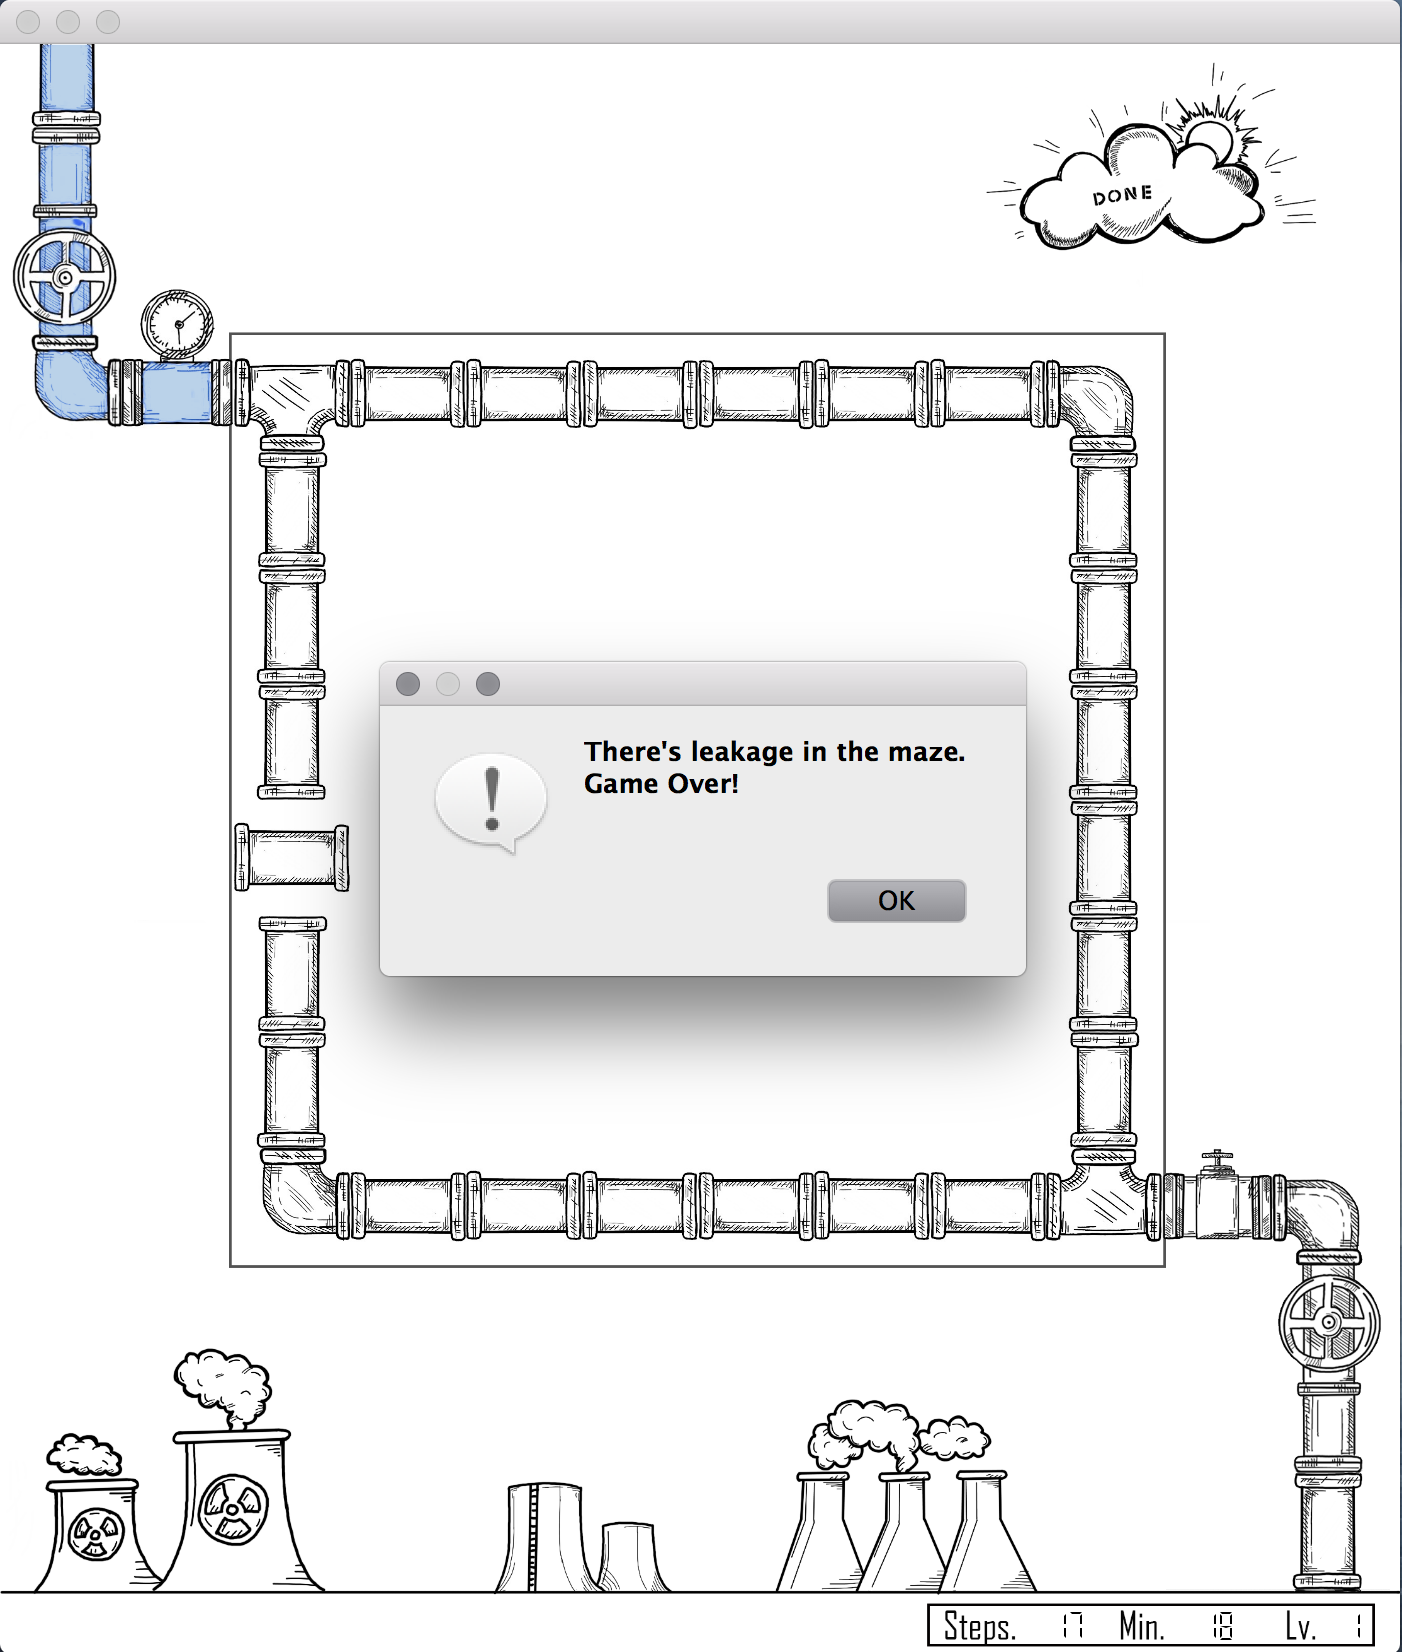 DONE
There's leakage in the maze.
Game Over!
OK
Steps. 17 Min. 18 Lv. 1